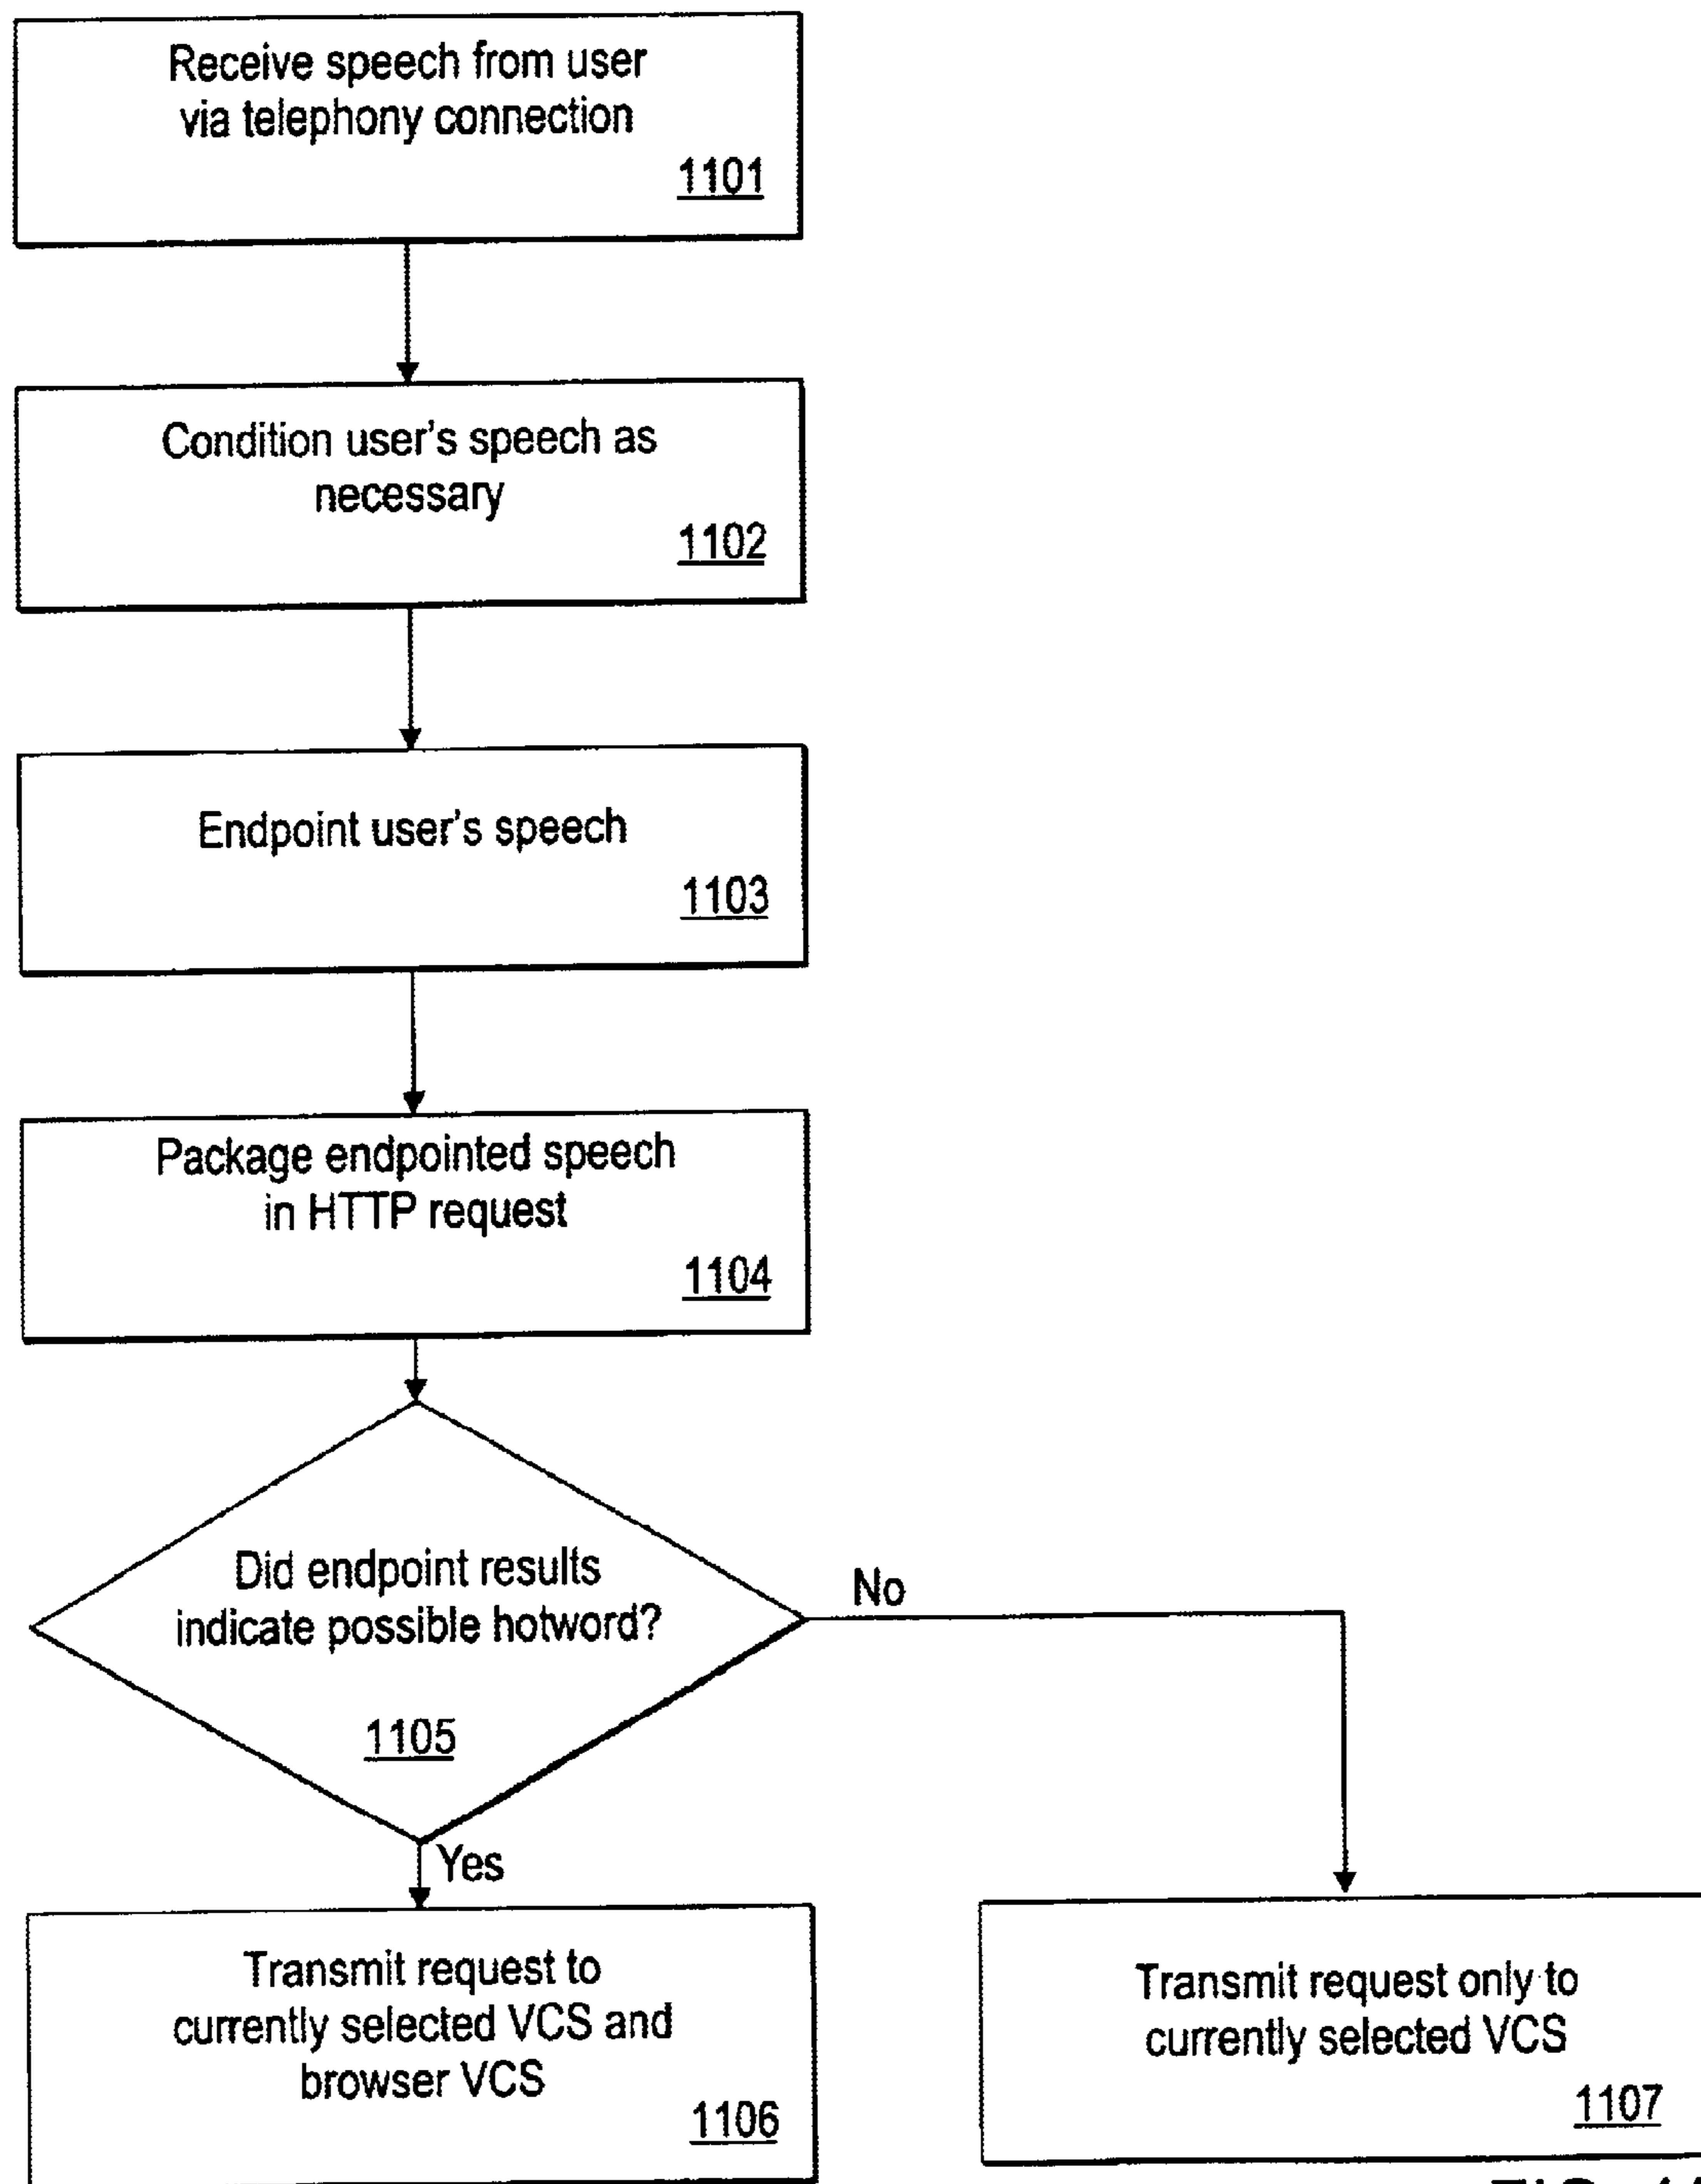 Receive speech from user
via telephony connection
1101
Condition user's speech as
necessary
1102
Endpoint user's speech
1103
Package endpointed speech
in HTTP request
1104
Did endpoint results
indicate possible hotword?
1105
No
Yes
Transmit request to
currently selected VCS and
browser VCS
1106
Transmit request only to
currently selected VCS
1107